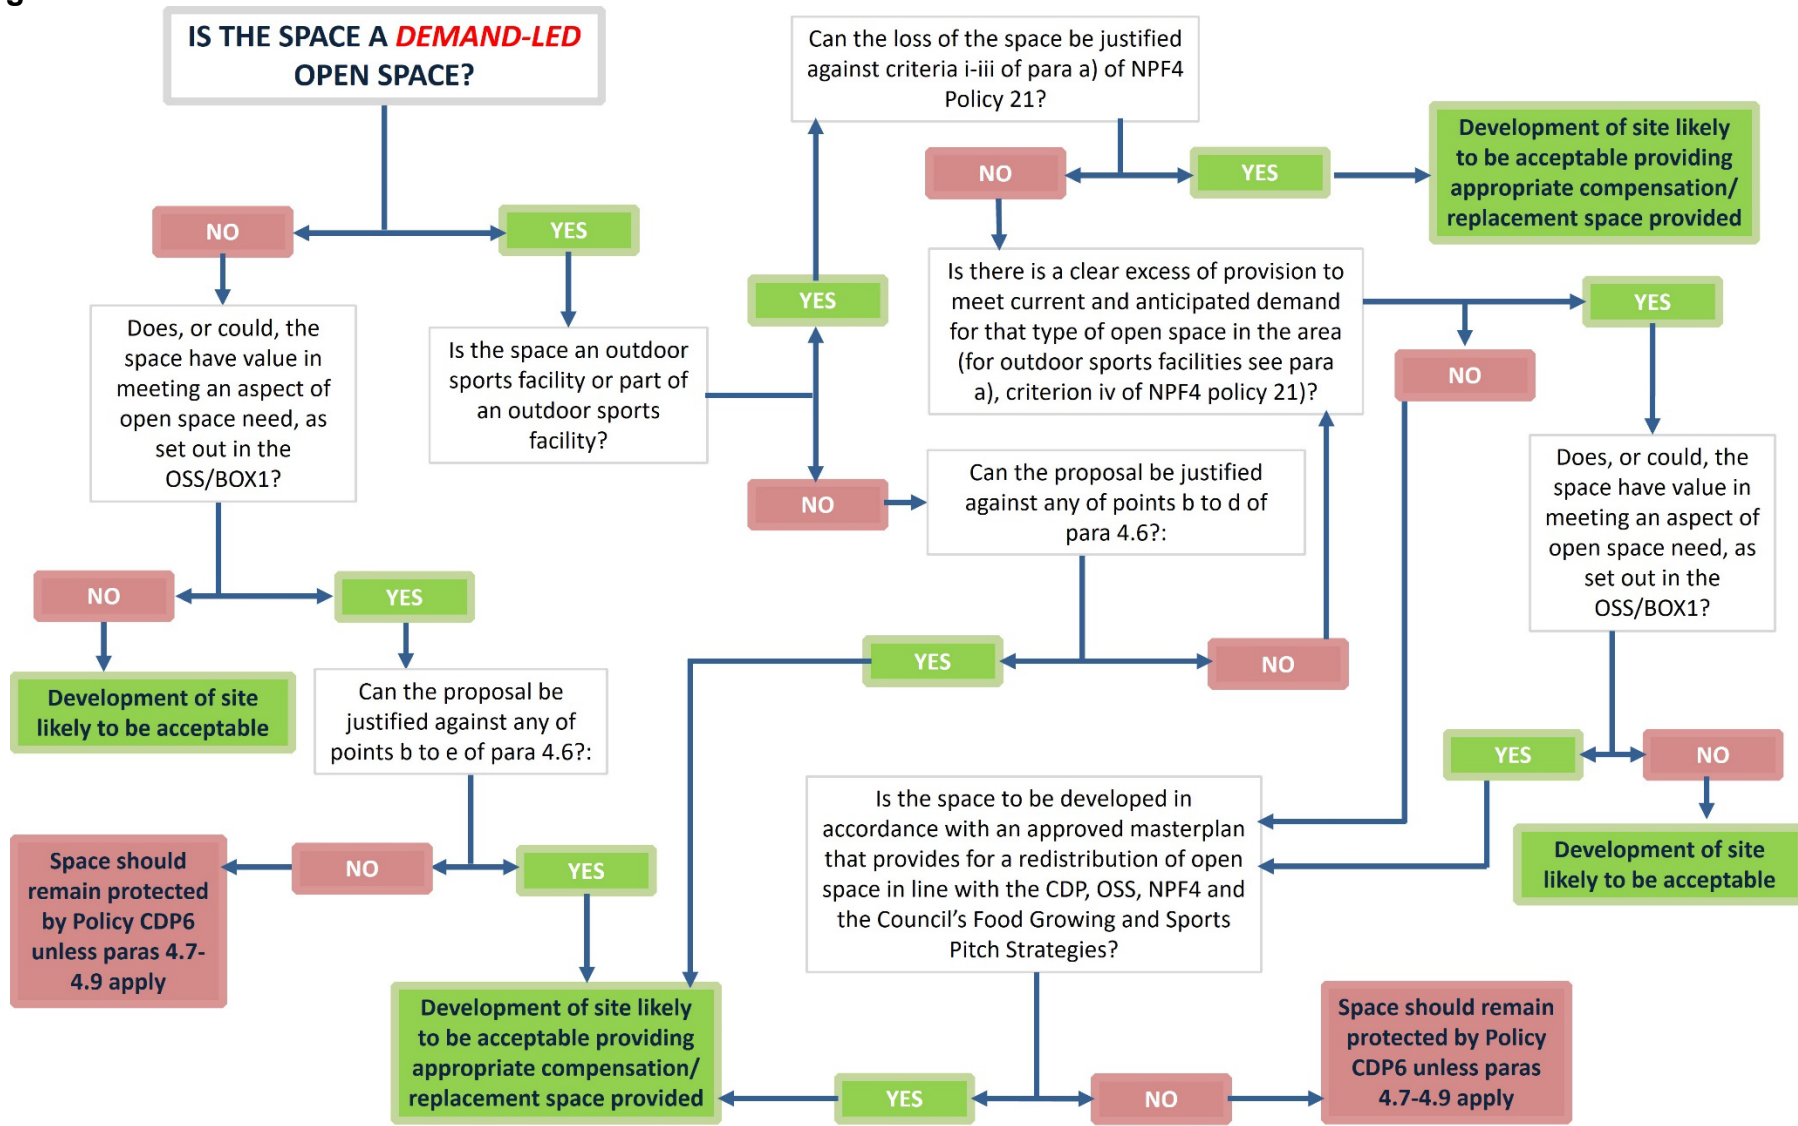 g
IS THE SPACE A DEMAND-LED
OPEN SPACE?
NO
YES
Does, or could, the
space have value in
meeting an aspect of
open space need, as
set out in the
OSS/BOX1?
NO
YES
Development of site
likely to be acceptable
Can the proposal be
justified against any of
points b to e of para 4.6?:
NO
YES
Space should
remain protected
by Policy CDP6
unless paras 4.7-
4.9 apply
Development of site likely
to be acceptable providing
appropriate compensation/
replacement space provided
Is the space an outdoor
sports facility or part of
an outdoor sports
facility?
YES
NO
Can the loss of the space be justified
against criteria i-iii of para a) of NPF4
Policy 21?
NO
YES
Development of site likely
to be acceptable providing
appropriate compensation/
replacement space provided
Is there is a clear excess of provision to
meet current and anticipated demand
for that type of open space in the area
(for outdoor sports facilities see para
a), criterion iv of NPF4 policy 21)?
YES
NO
Can the proposal be justified
against any of points b to d of
para 4.6?:
YES
NO
Does, or could, the
space have value in
meeting an aspect of
open space need, as
set out in the
OSS/BOX1?
YES
NO
Development of site
likely to be acceptable
Is the space to be developed in
accordance with an approved masterplan
that provides for a redistribution of open
space in line with the CDP, OSS, NPF4 and
the Council's Food Growing and Sports
Pitch Strategies?
YES
NO
Space should remain
protected by Policy
CDP6 unless paras
4.7-4.9 apply